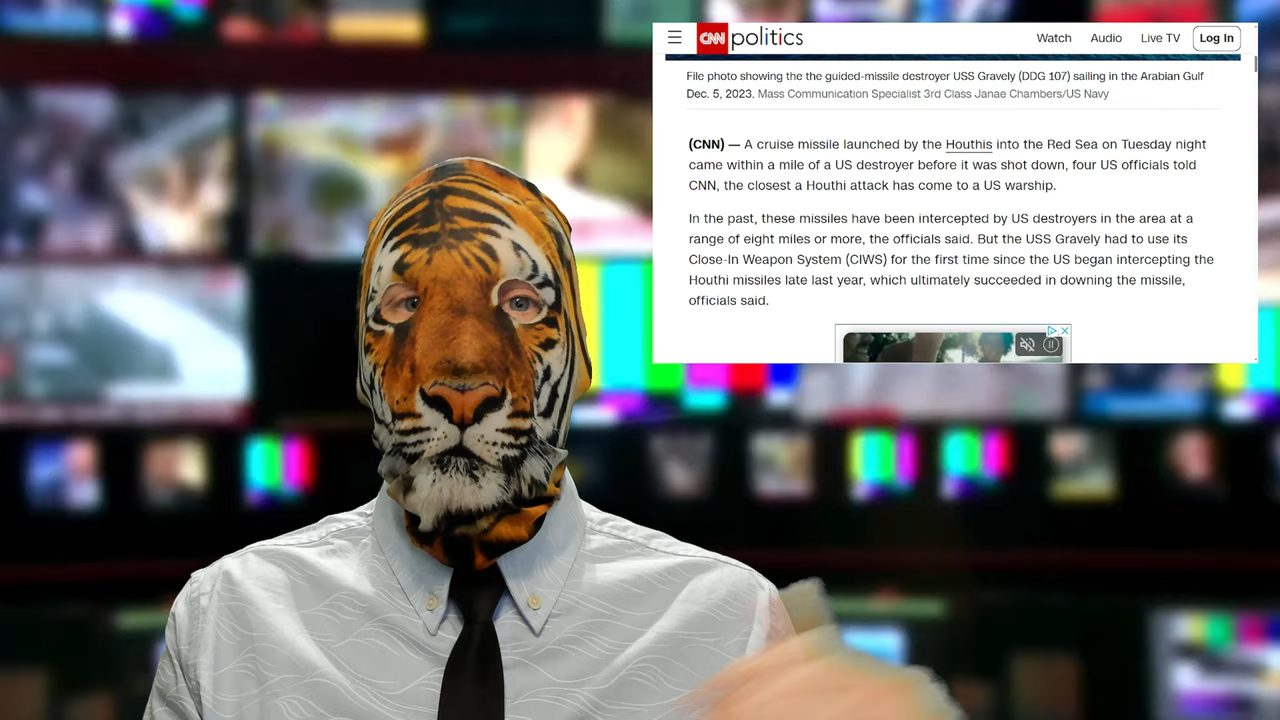 CNN politics
Watch Audio Live TV Log In
File photo showing the the guided-missile destroyer USS Gravely (DDG 107) sailing in the Arabian Gulf
Dec. 5, 2023. Mass Communication Specialist 3rd Class Janae Chambers/US Navy
(CNN) — A cruise missile launched by the Houthis into the Red Sea on Tuesday night
came within a mile of a US destroyer before it was shot down, four US officials told
CNN, the closest a Houthi attack has come to a US warship.
In the past, these missiles have been intercepted by US destroyers in the area at a
range of eight miles or more, the officials said. But the USS Gravely had to use its
Close-In Weapon System (CIWS) for the first time since the US began intercepting the
Houthi missiles late last year, which ultimately succeeded in downing the missile,
officials said.